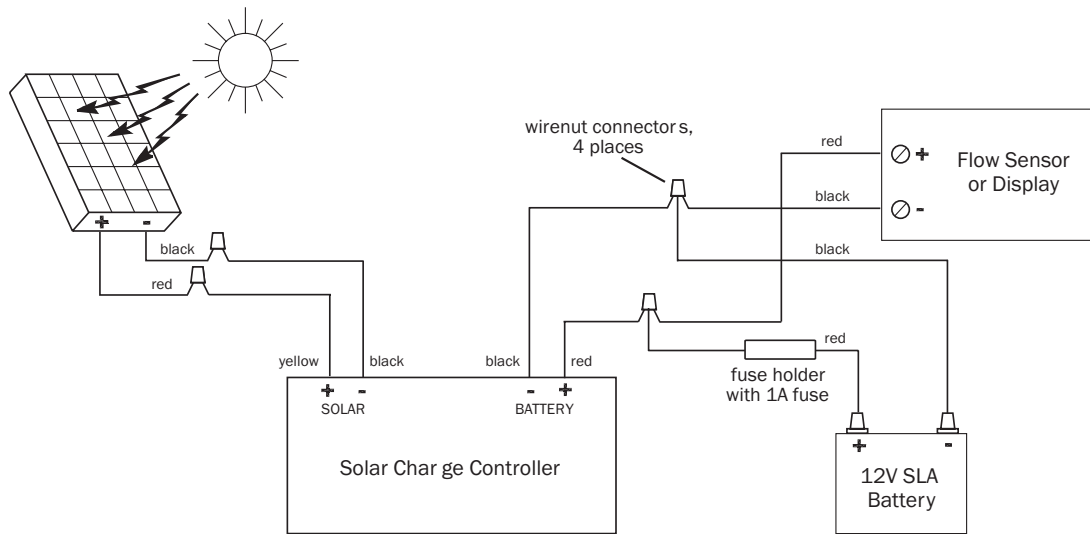 wirenut connectors,
4 places
red
+
Flow Sensor
or Display
black
-
+
-
black
black
red
yellow
black
black
red
red
fuse holder
with 1A fuse
+
-
-
+
SOLAR
BATTERY
Solar Char ge Controller
+
-
12V SLA
Battery